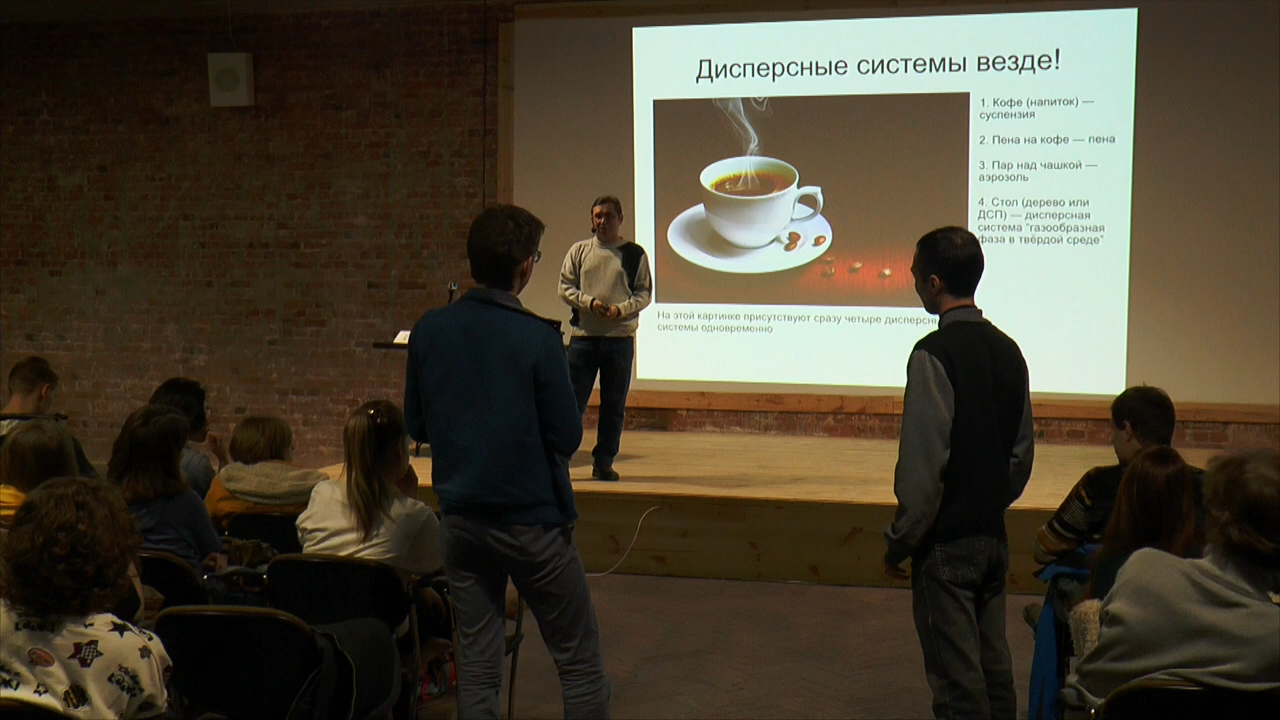 Дисперсные системы везде!
1. Кофе (напиток) —
суспензия
2. Пена на кофе — пена
3. Пар над чашкой —
аэрозоль
4. Стол (дерево или
ДСП) — дисперсная
система "газообразная
фаза в твёрдой среде"
На этой картинке присутствуют сразу четыре
системы одновременно